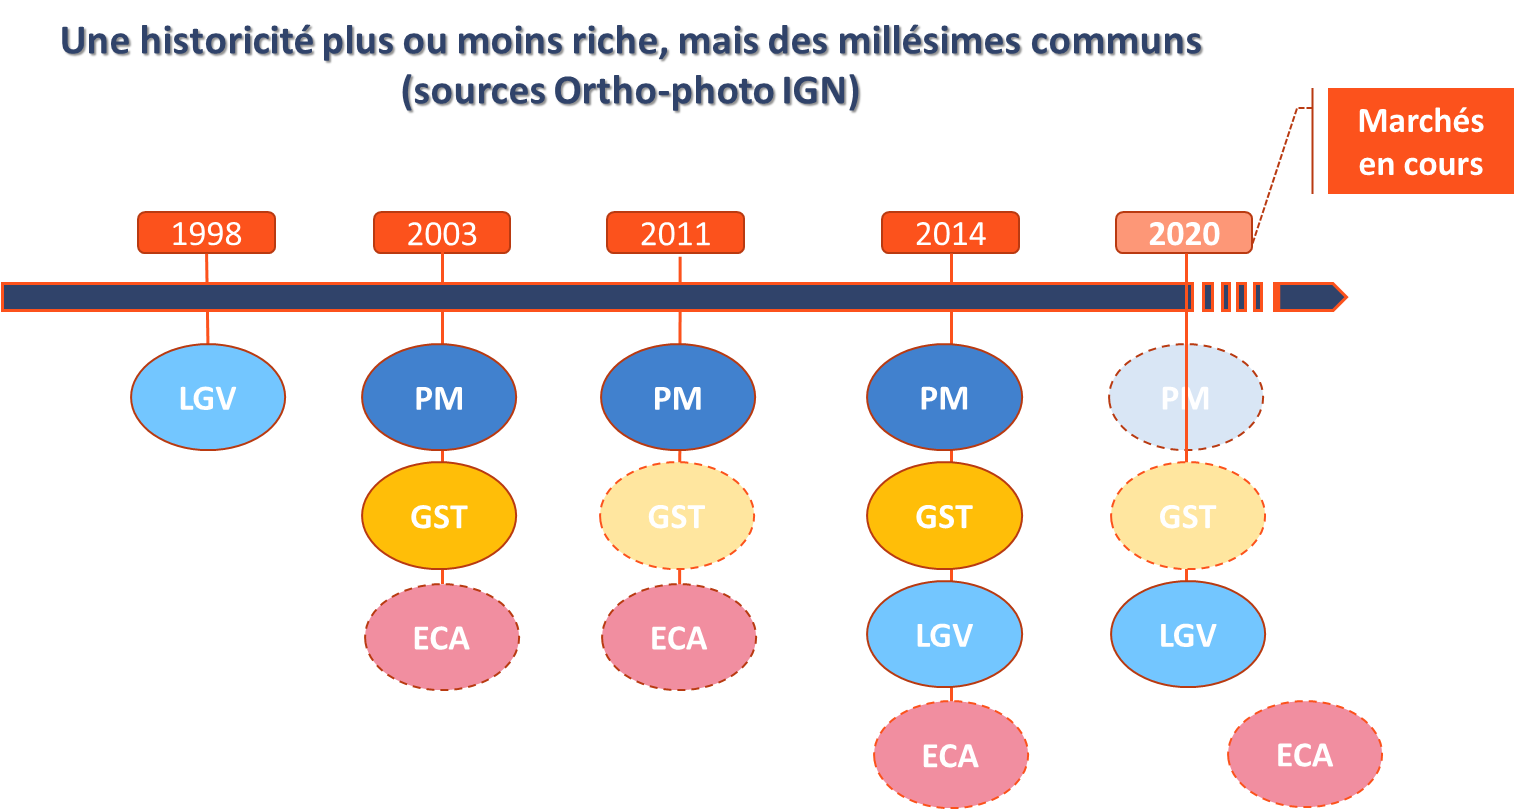 Une historicité plus ou moins riche, mais des millésimes communs
(sources Ortho-photo IGN)
Marchés
en cours
1998
2003
2011
2014
2020
LGV
PM
PM
PM
PM
GST
GST
GST
GST
ECA
ECA
LGV
LGV
ECA
ECA